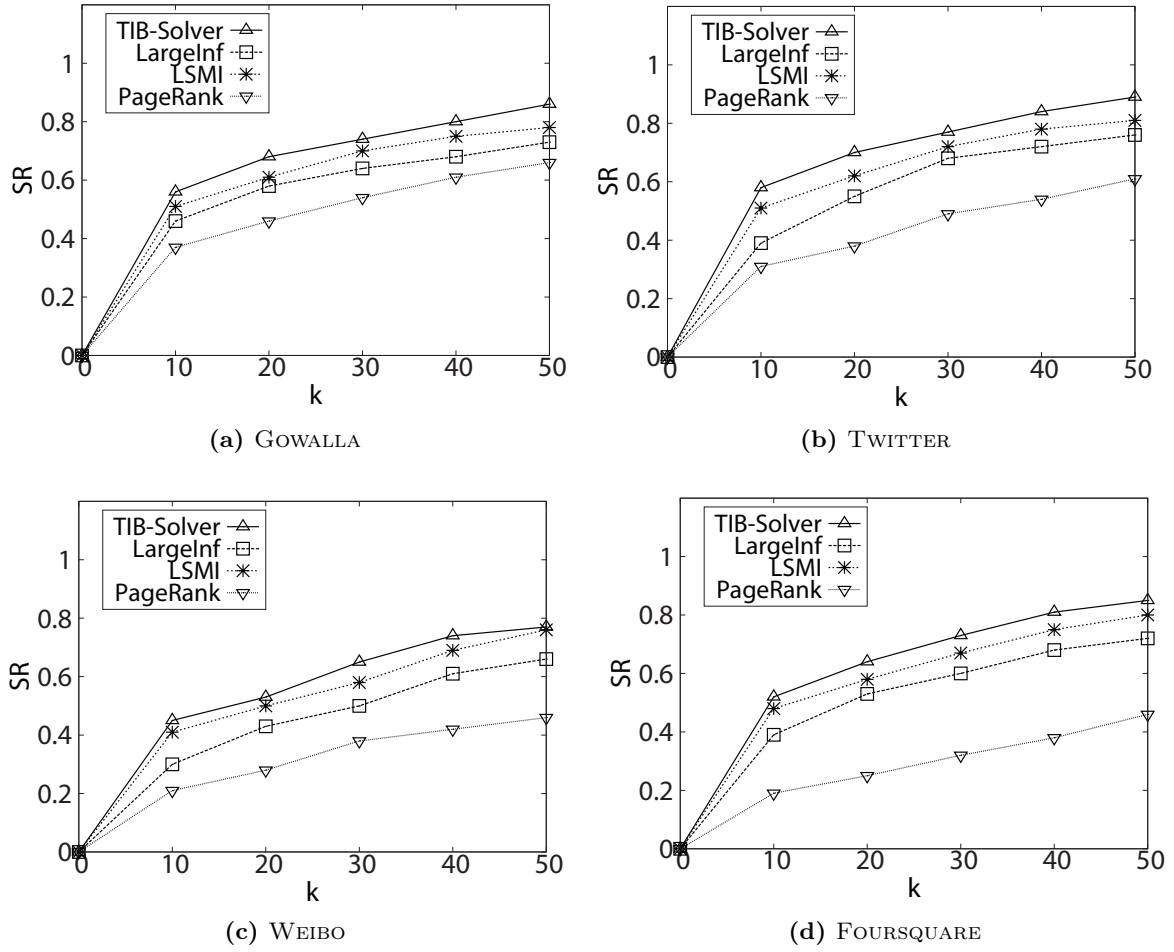 TIB-Solver
LargeInf
LSMI
PageRank
1
0.8
0.6
0.4
0.2
0
SR
0 10 20 30 40 50
k
(a) GOWALLA
TIB-Solver
LargeInf
LSMI
PageRank
1
0.8
0.6
0.4
0.2
0
SR
0 10 20 30 40 50
k
(b) TWITTER
TIB-Solver
LargeInf
LSMI
PageRank
1
0.8
0.6
0.4
0.2
0
SR
0 10 20 30 40 50
k
(c) WEIBO
TIB-Solver
LargeInf
LSMI
PageRank
1
0.8
0.6
0.4
0.2
0
SR
0 10 20 30 40 50
k
(d) FOURSQUARE